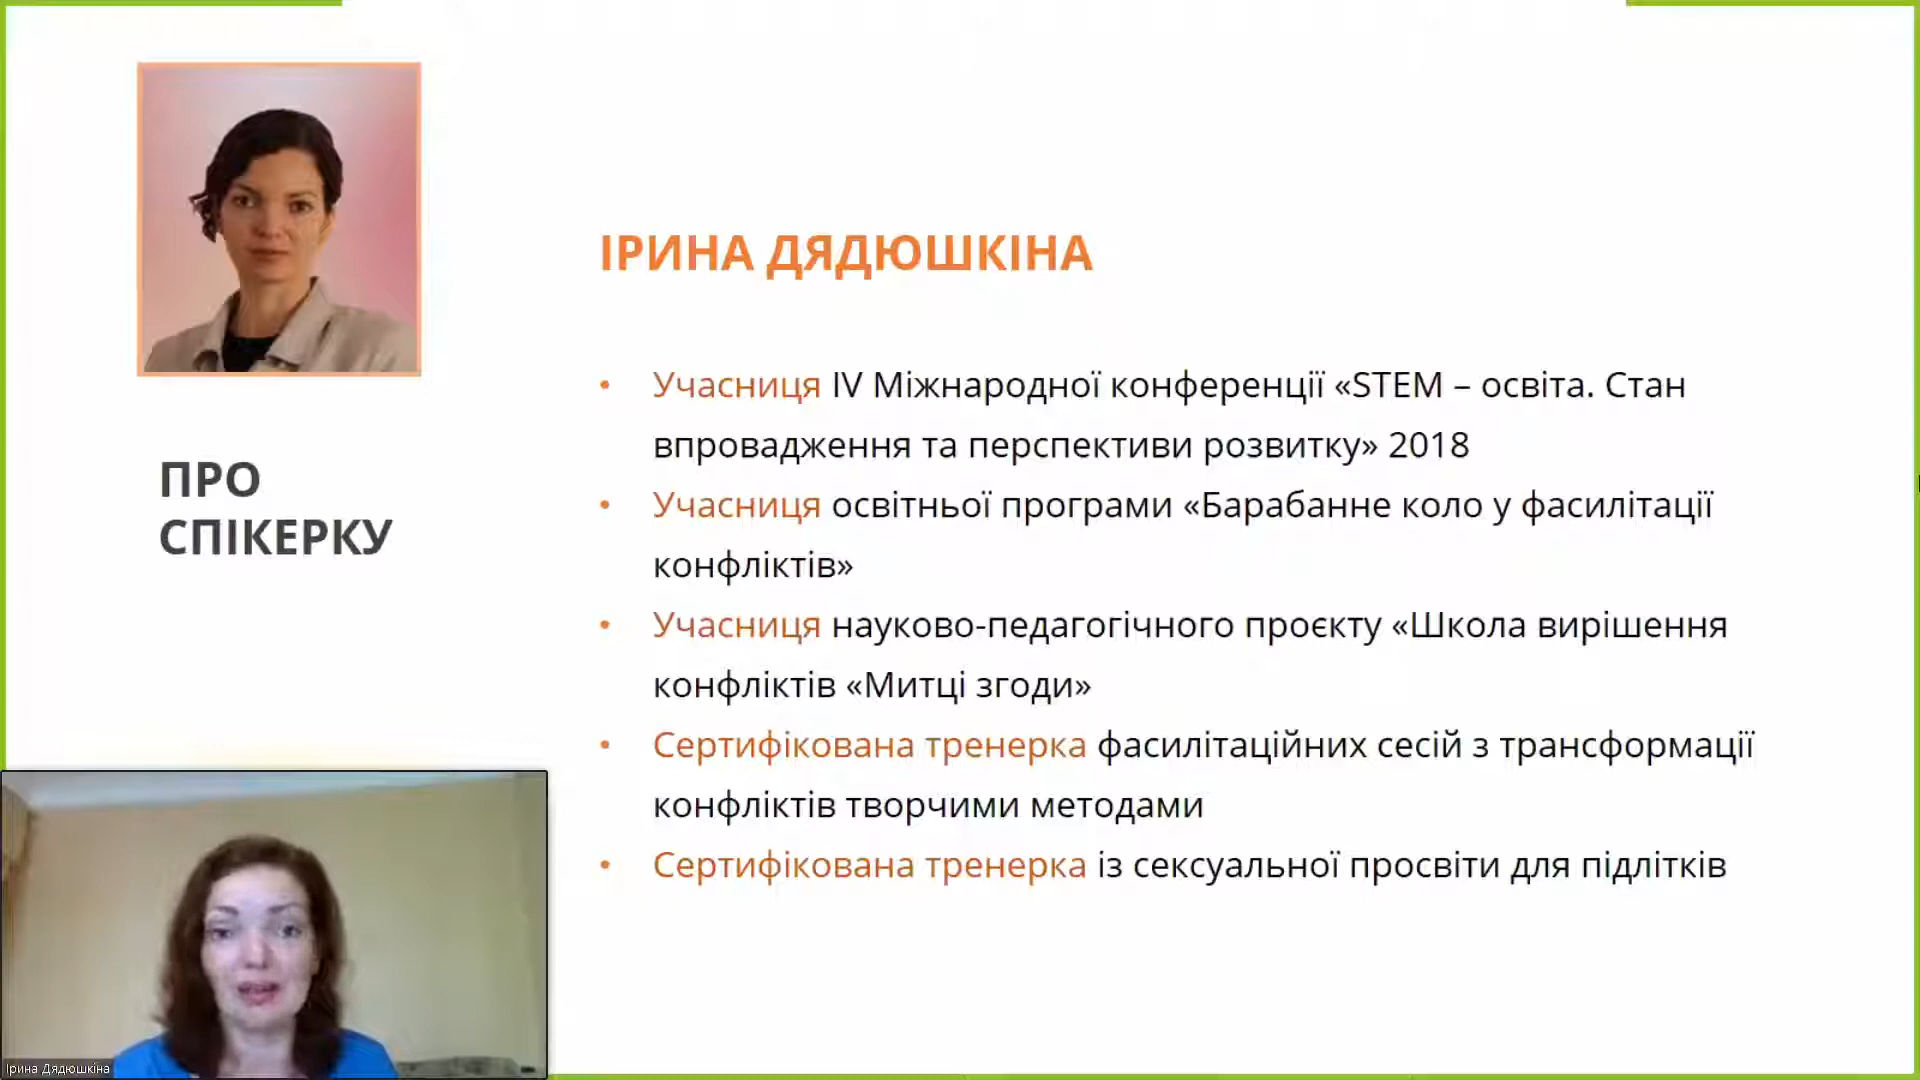 ПРО
СПІКЕРКУ
ІРИНА ДЯДЮШКІНА
• Учасниця IV Міжнародної конференції «STEM – освіта. Стан
впровадження та перспективи розвитку» 2018
• Учасниця освітньої програми «Барабанне коло у фасилітації
конфліктів»
• Учасниця науково-педагогічного проєкту «Школа вирішення
конфліктів «Митці згоди»
• Сертифікована тренерка фасилітаційних сесій з трансформації
конфліктів творчими методами
• Сертифікована тренерка із сексуальної просвіти для підлітків
Ірина Дядюшкіна